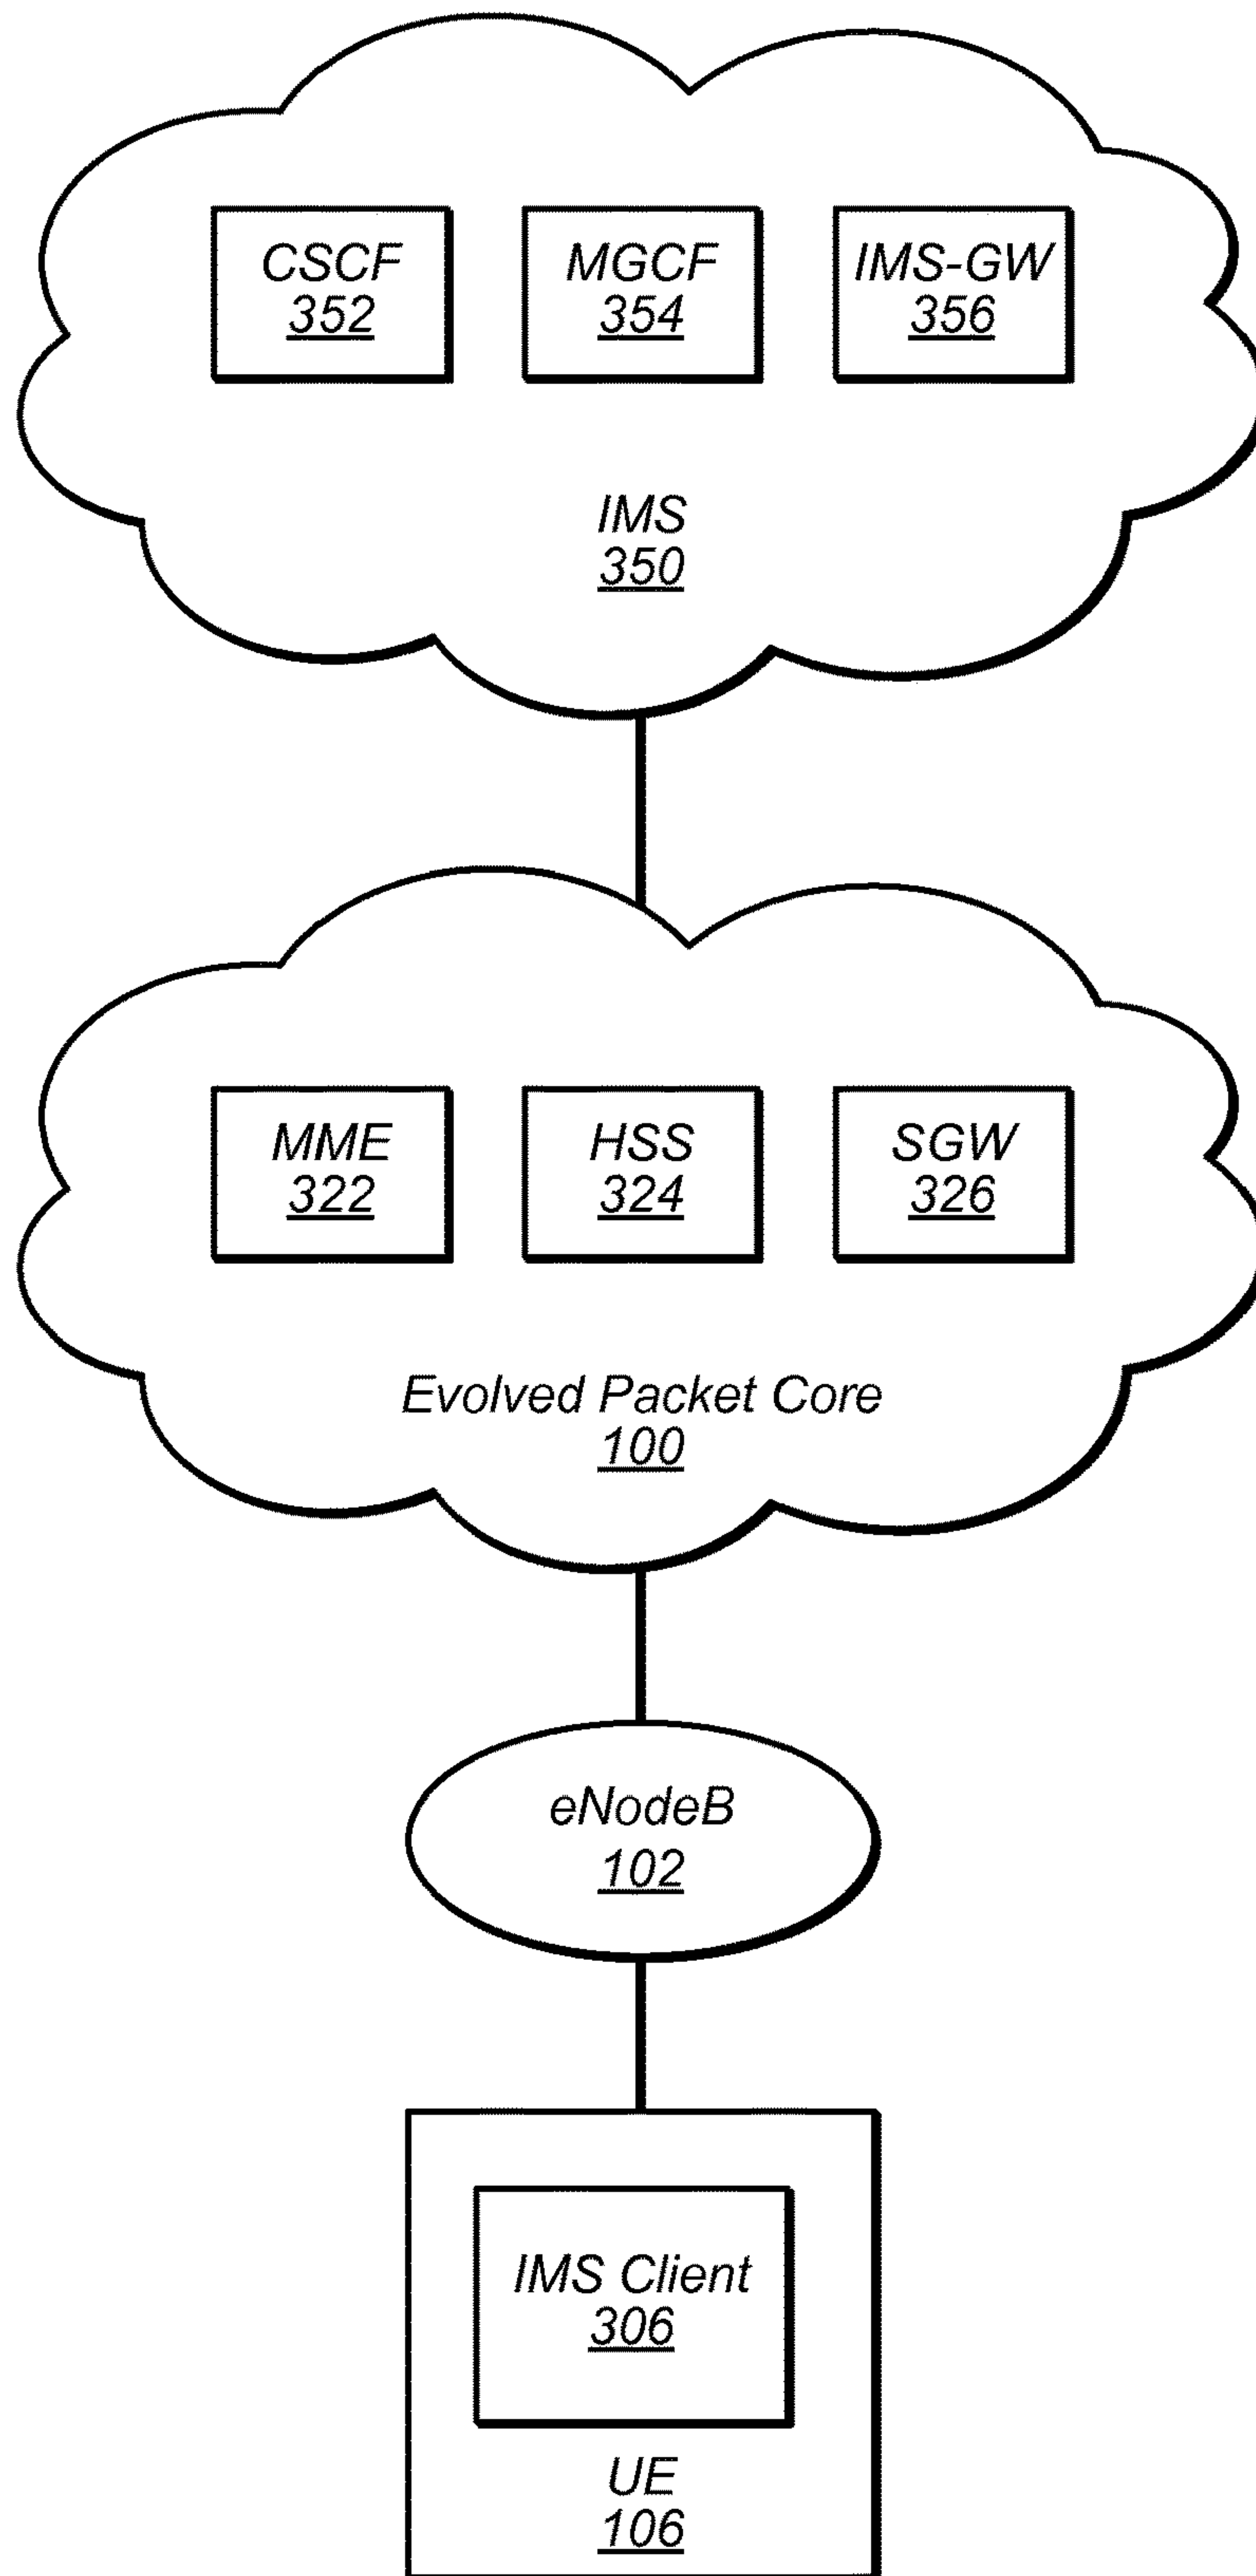 CSCF
352
MGCF
354
IMS-GW
356
IMS
350
MME
322
HSS
324
SGW
326
Evolved Packet Core
100
eNodeB
102
IMS Client
306
UE
106